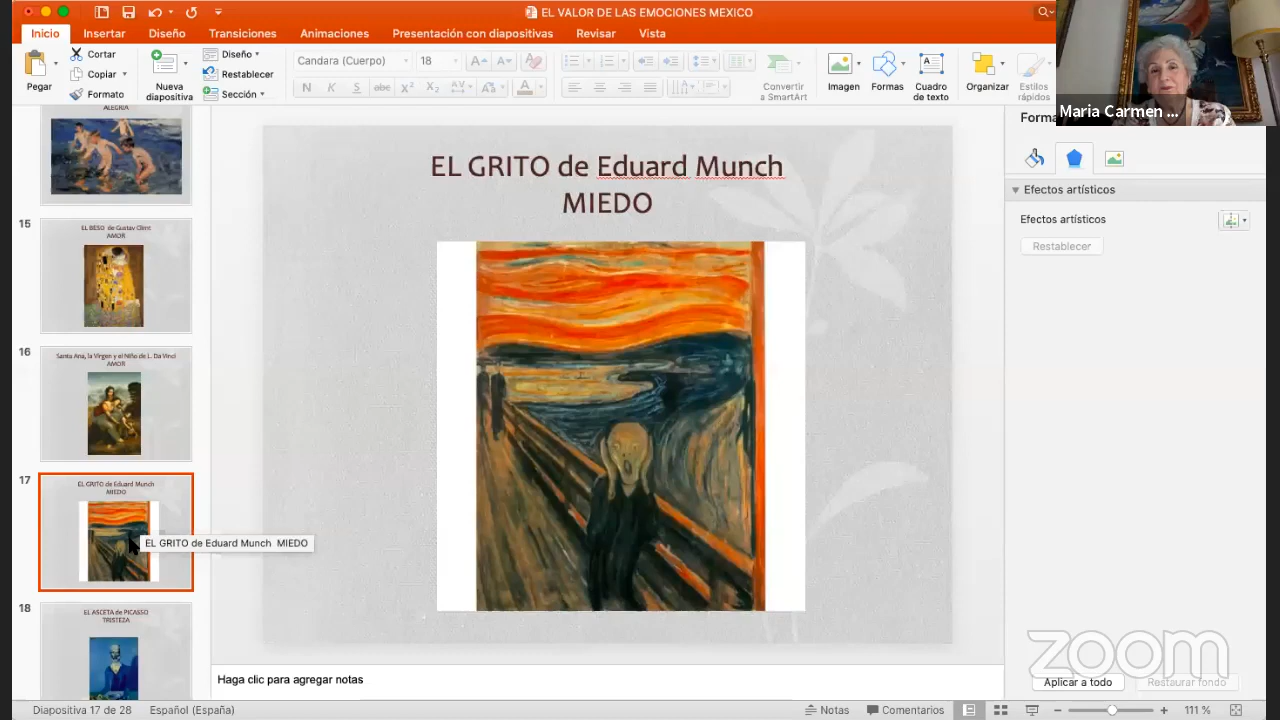 EL VALOR DE LAS EMOCIONES MEXICO
Inicio Insertar Diseño Transiciones Animaciones Presentación con diapositivas Revisar Vista
Pegar
Cortar
Copiar
Formato
Nueva diapositiva
Diseño
Restablecer
Sección
Candara (Cuerpo) 18
Convertir a SmartArt
Imagen
Formas
Cuadro de texto
Organizar
Estilos rápidos
Maria Carmen ...
ALEGRIA
15
EL BESO de Gustav Climt
AMOR
16
Santa Ana, la Virgen y el Niño de L. Da Vinci
AMOR
17
EL GRITO de Eduard Munch
MIEDO
EL GRITO de Eduard Munch MIEDO
18
EL ASCETA de PICASSO
TRISTEZA
EL GRITO de Eduard Munch
MIEDO
Forma
Efectos artísticos
Efectos artísticos
Restablecer
zoom
Aplicar a todo Restaurar fondo
Haga clic para agregar notas
Diapositiva 17 de 28 Español (España) Notas Comentarios 111 %